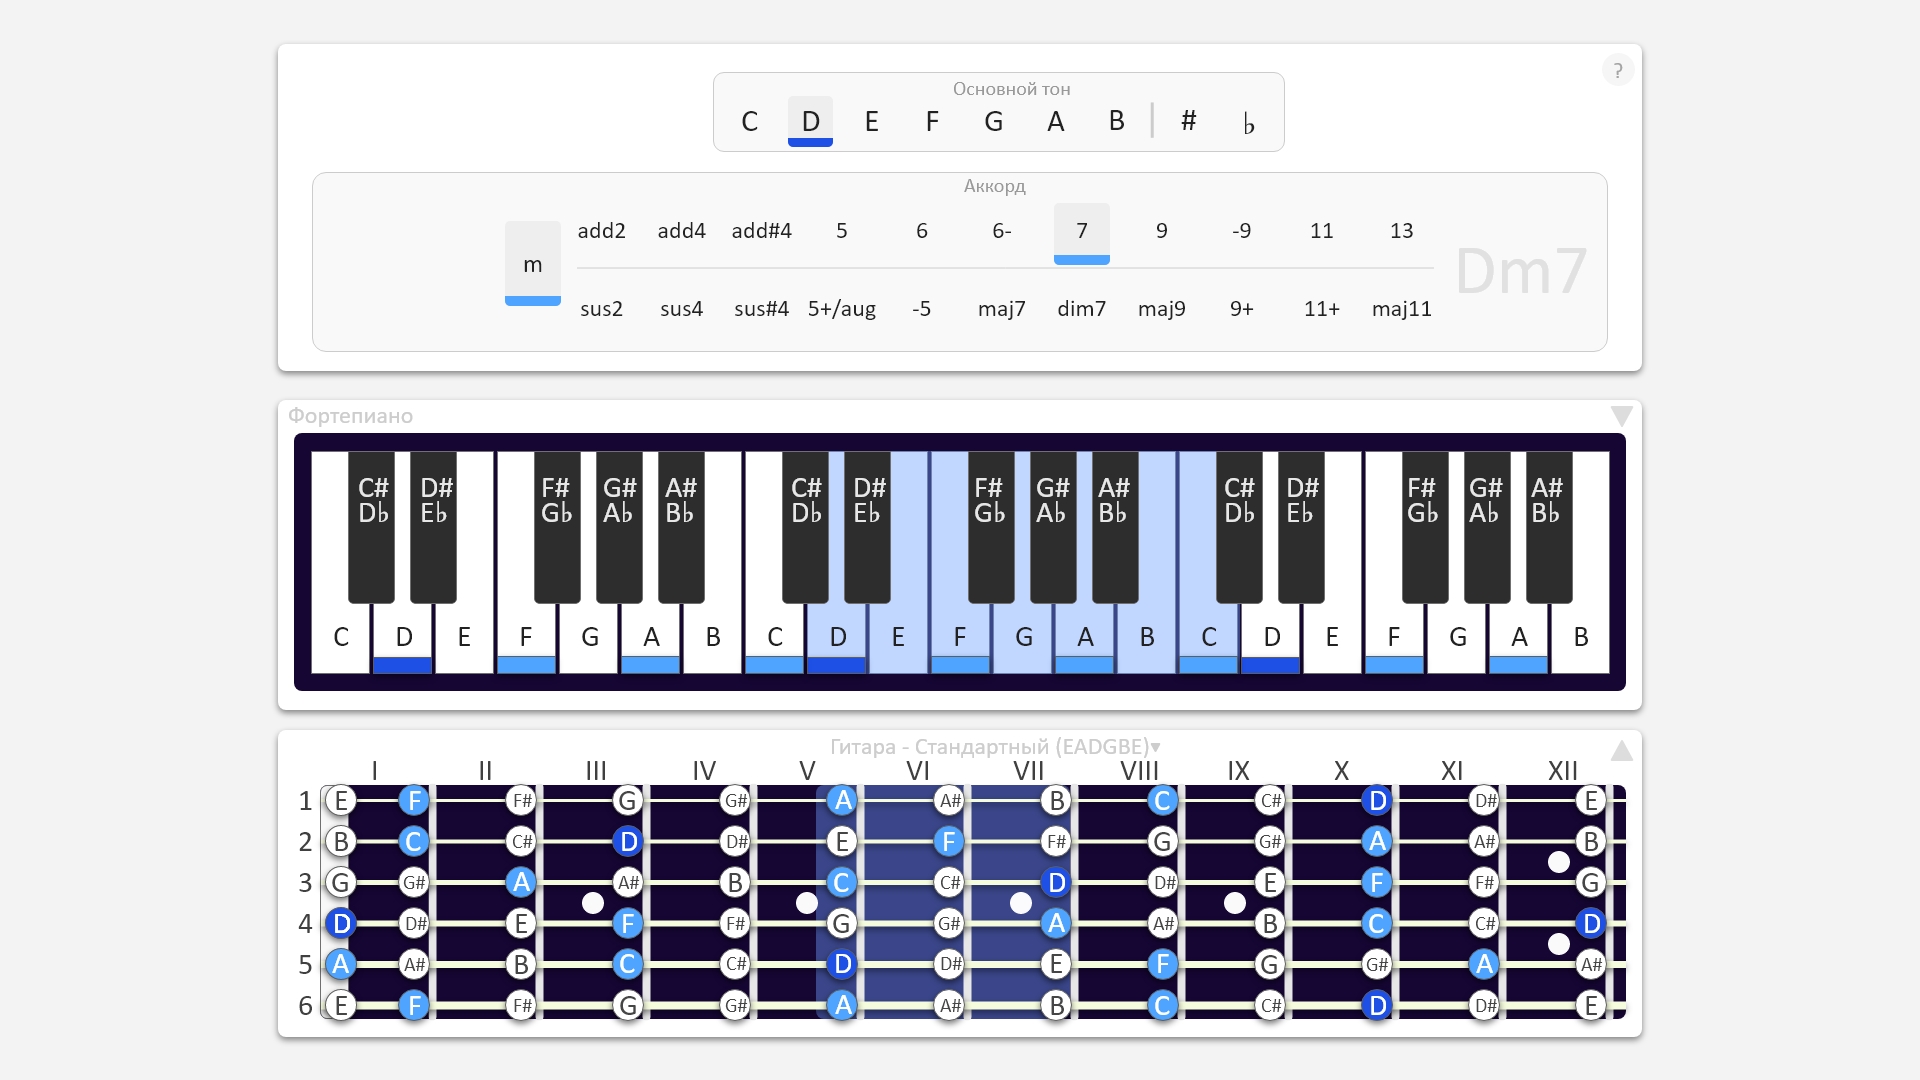 ?
Основной тон
C D E F G A B | # ♭
Аккорд
m
add2 add4 add#4 5 6 6- 7 9 -9 11 13
sus2 sus4 sus#4 5+/aug -5 maj7 dim7 maj9 9+ 11+ maj11
Dm7
Фортепиано
C# D# F# G# A# C# D# F# G# A# C# D# F# G# A#
D♭ E♭ G♭ A♭ B♭ D♭ E♭ G♭ A♭ B♭ D♭ E♭ G♭ A♭ B♭
C D E F G A B C D E F G A B C D E F G A B
Гитара - Стандартный (EADGBE)▾
I II III IV V VI VII VIII IX X XI XII
1 E F F# G G# A A# B C C# D D# E
2 B C C# D D# E F F# G G# A A# B
3 G G# A A# B C C# D D# E F F# G
4 D D# E F F# G G# A A# B C C# D
5 A A# B C C# D D# E F G G# A A#
6 E F F# G G# A A# B C C# D D# E